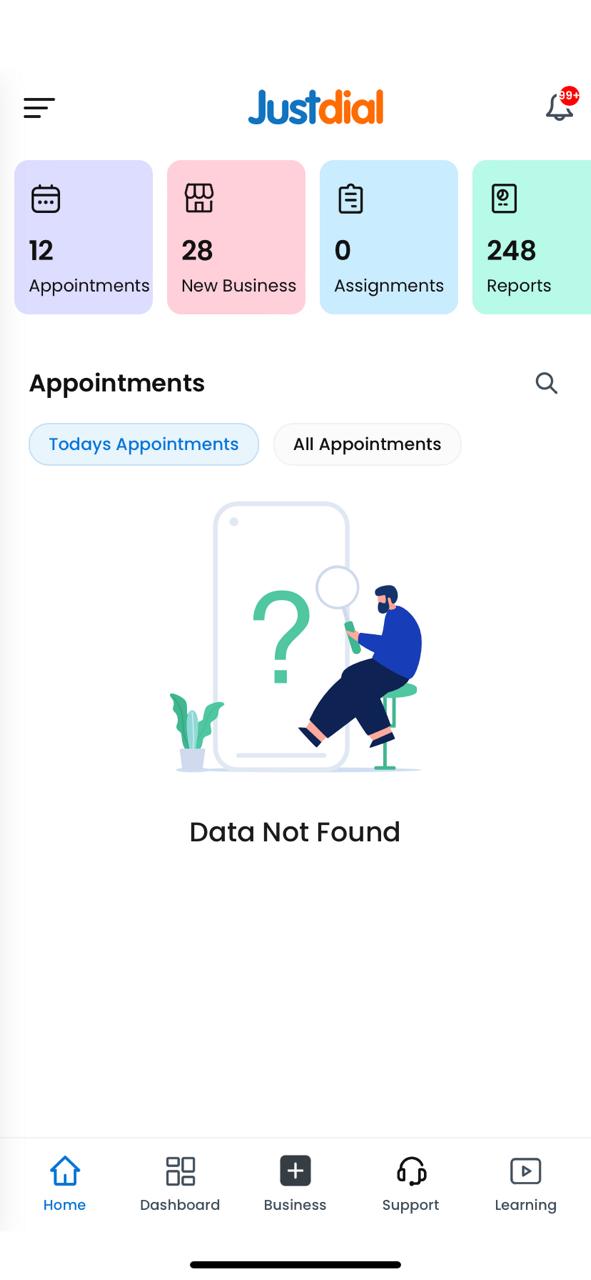 Justdial
99+
12
Appointments
28
New Business
0
Assignments
248
Reports
Appointments
Todays Appointments
All Appointments
?
Data Not Found
Home
Dashboard
Business
Support
Learning